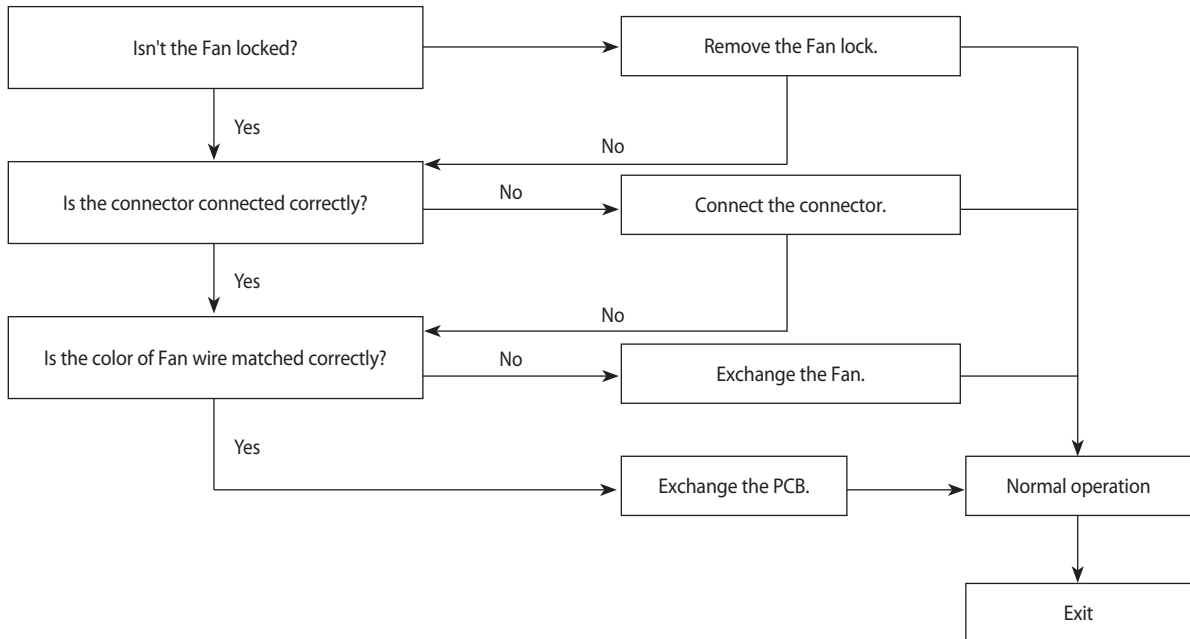 Isn't the Fan locked?
Remove the Fan lock.
Yes
No
Is the connector connected correctly?
No
Connect the connector.
Yes
No
Is the color of Fan wire matched correctly?
No
Exchange the Fan.
Yes
Exchange the PCB.
Normal operation
Exit